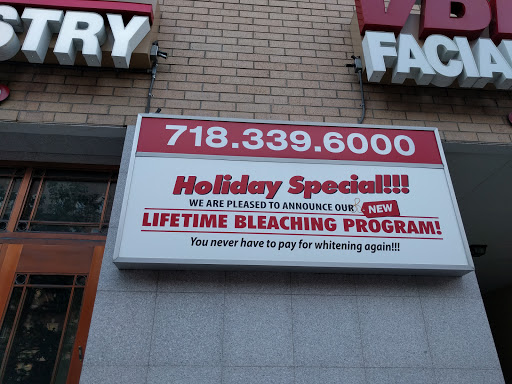 STRY
FACIA
718.339.6000
Holiday Special!!!!
WE ARE PLEASED TO ANNOUNCE OUR NEW
LIFETIME BLEACHING PROGRAM!
You never have to pay for whitening again!!!